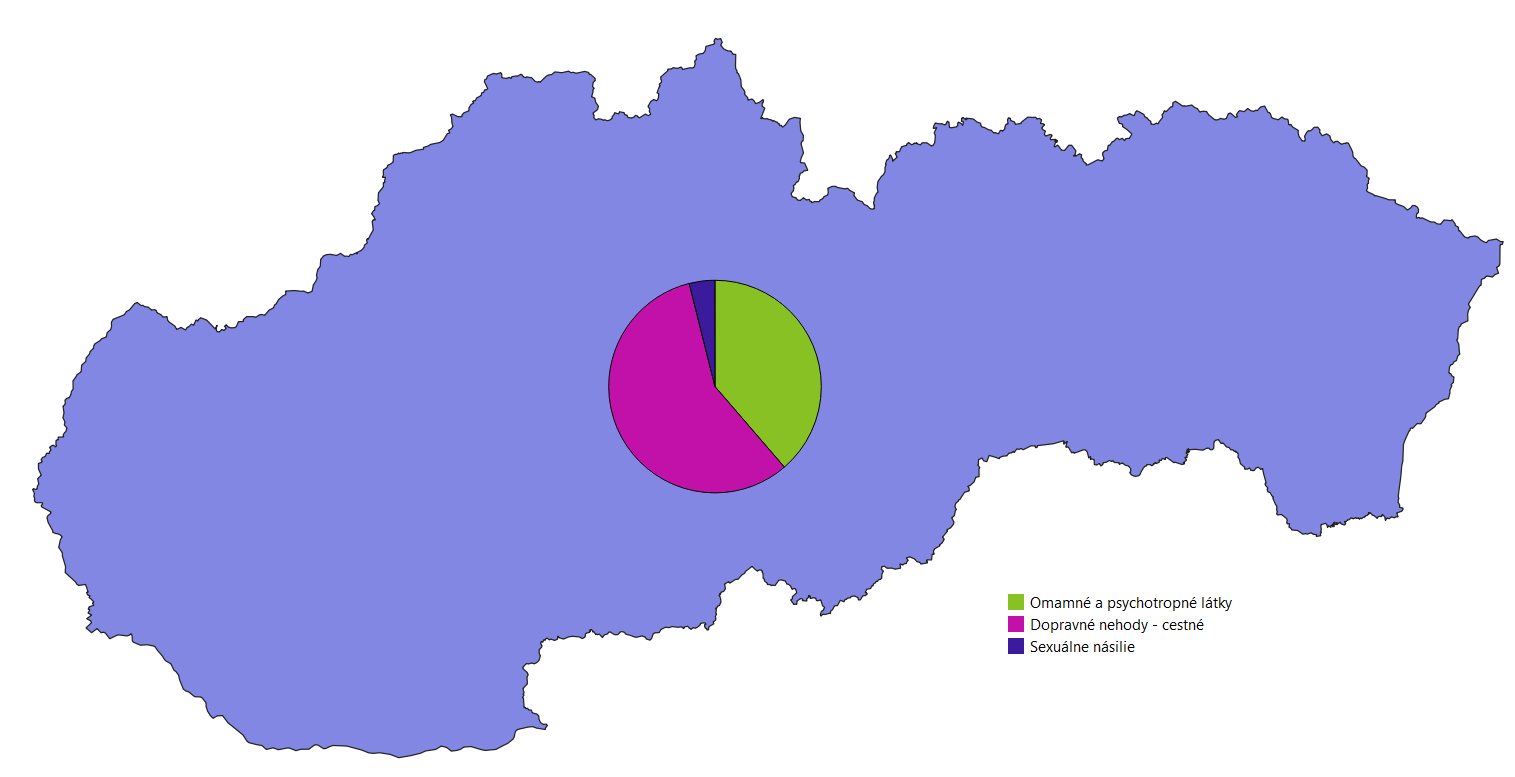 Omamné a psychotropné látky
Dopravné nehody - cestné
Sexuálne násilie